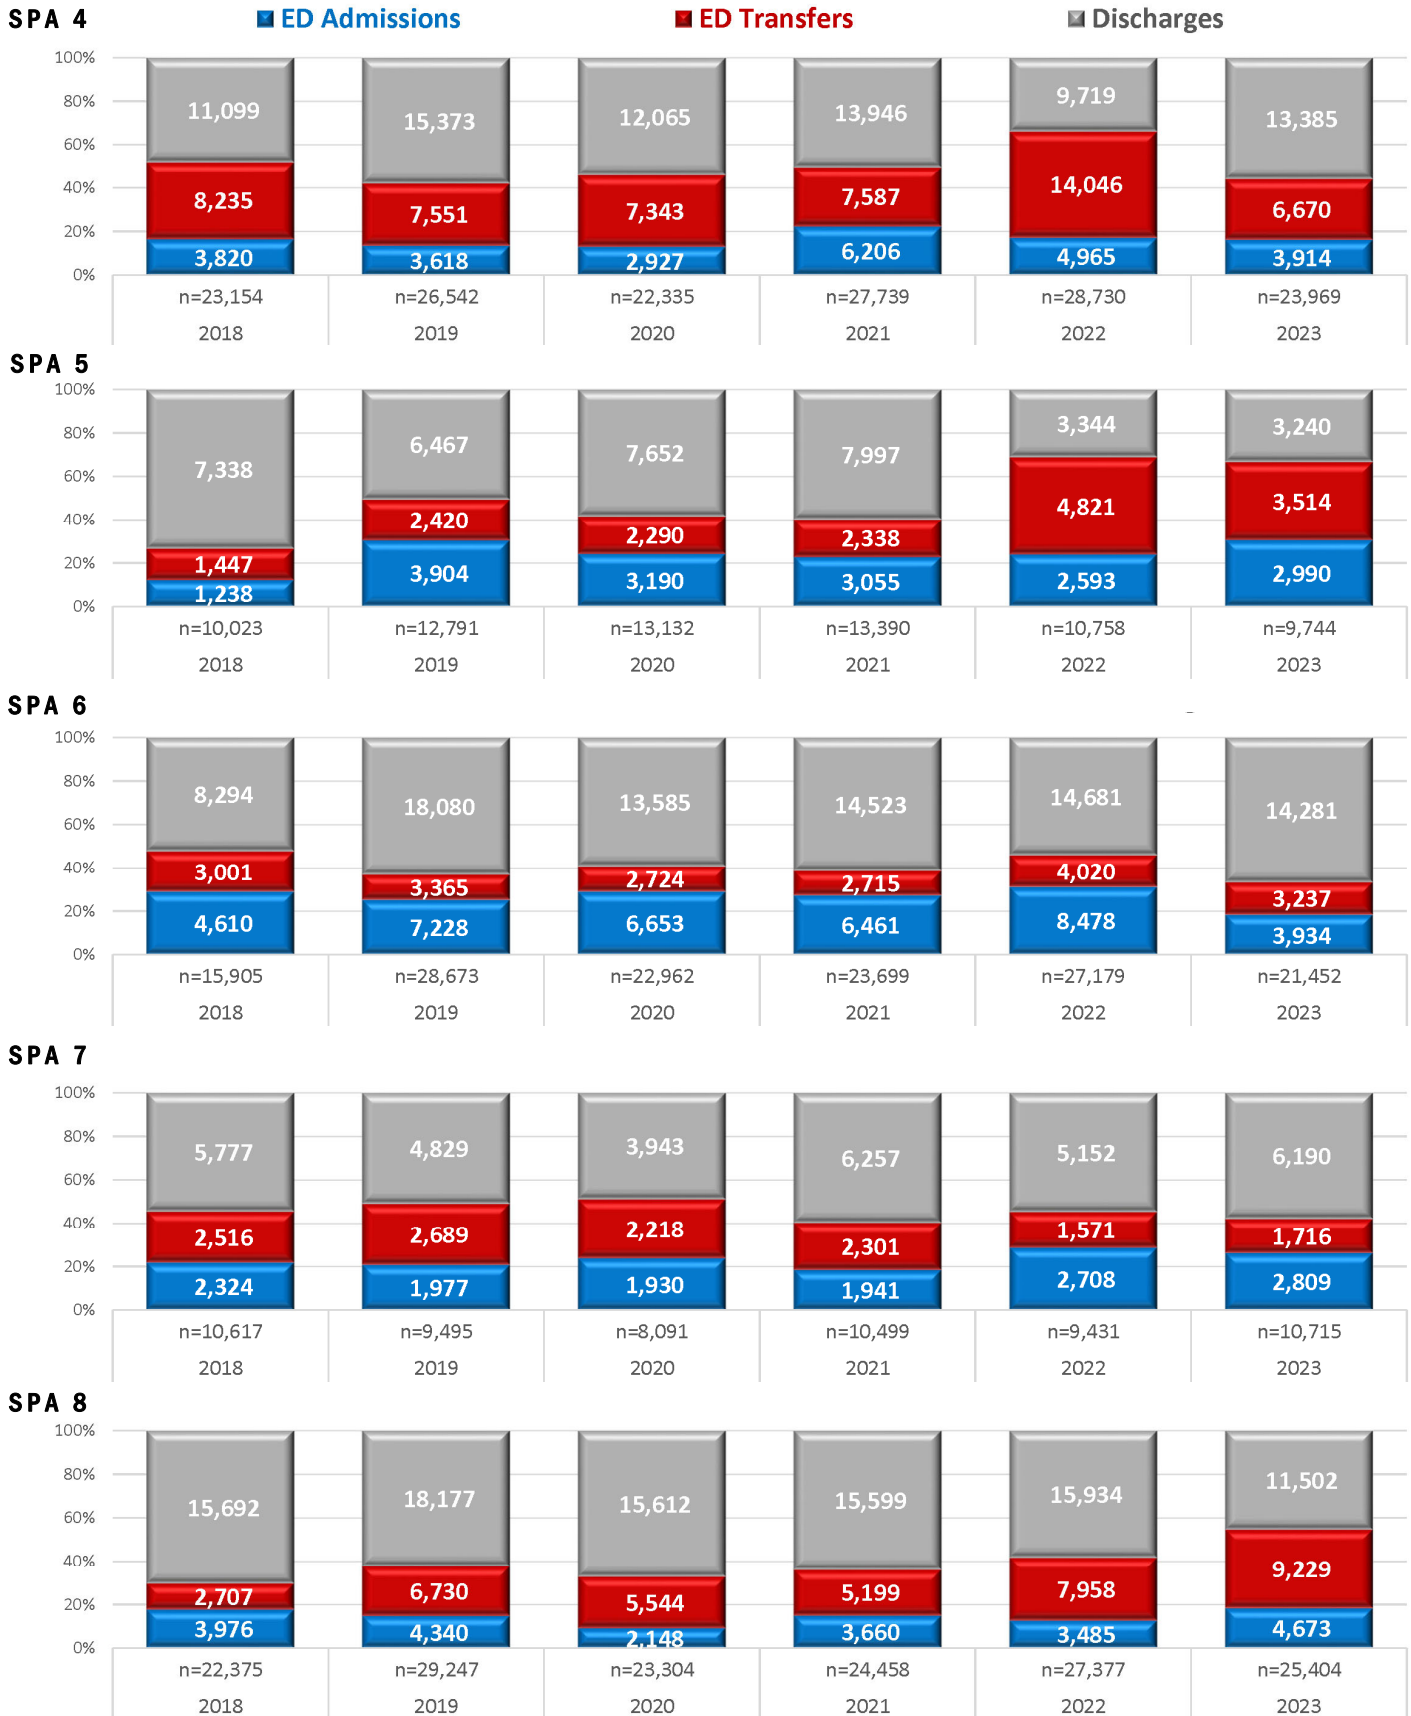 SPA 4
ED Admissions ED Transfers Discharges
100%
80%
60%
40%
20%
0%
11,099 15,373 12,065 13,946 9,719 13,385
8,235 7,551 7,343 7,587 14,046 6,670
3,820 3,618 2,927 6,206 4,965 3,914
n=23,154 n=26,542 n=22,335 n=27,739 n=28,730 n=23,969
2018 2019 2020 2021 2022 2023
SPA 5
100%
80%
60%
40%
20%
0%
7,338 6,467 7,652 7,997 3,344 3,240
1,447 2,420 2,290 2,338 4,821 3,514
1,238 3,904 3,190 3,055 2,593 2,990
n=10,023 n=12,791 n=13,132 n=13,390 n=10,758 n=9,744
2018 2019 2020 2021 2022 2023
SPA 6
100%
80%
60%
40%
20%
0%
8,294 18,080 13,585 14,523 14,681 14,281
3,001 3,365 2,724 2,715 4,020 3,237
4,610 7,228 6,653 6,461 8,478 3,934
n=15,905 n=28,673 n=22,962 n=23,699 n=27,179 n=21,452
2018 2019 2020 2021 2022 2023
SPA 7
100%
80%
60%
40%
20%
0%
5,777 4,829 3,943 6,257 5,152 6,190
2,516 2,689 2,218 2,301 1,571 1,716
2,324 1,977 1,930 1,941 2,708 2,809
n=10,617 n=9,495 n=8,091 n=10,499 n=9,431 n=10,715
2018 2019 2020 2021 2022 2023
SPA 8
100%
80%
60%
40%
20%
0%
15,692 18,177 15,612 15,599 15,934 11,502
2,707 6,730 5,544 5,199 7,958 9,229
3,976 4,340 2,148 3,660 3,485 4,673
n=22,375 n=29,247 n=23,304 n=24,458 n=27,377 n=25,404
2018 2019 2020 2021 2022 2023